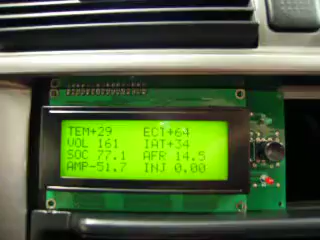 TEM+29 ECT+64
VOL 161 IAT+34
SOC 77.1 AFR 14.5
AMP-51.7 INJ 0.00